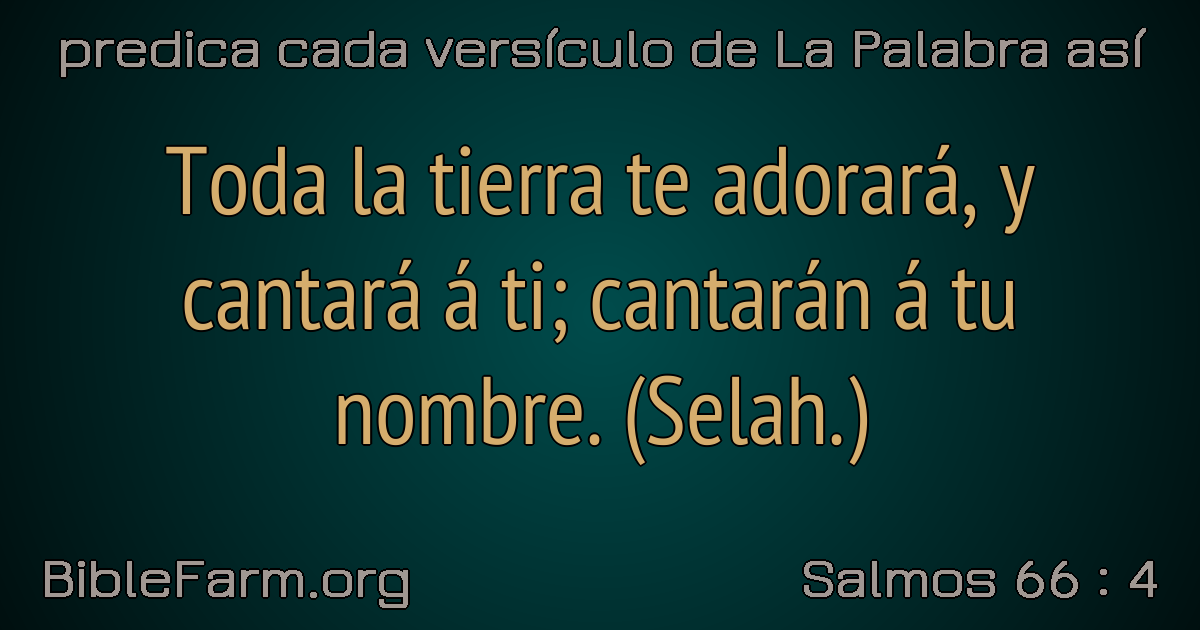 predica cada versículo de La Palabra así
Toda la tierra te adorará, y
cantará á ti; cantarán á tu
nombre. (Selah.)
BibleFarm.org
Salmos 66 : 4